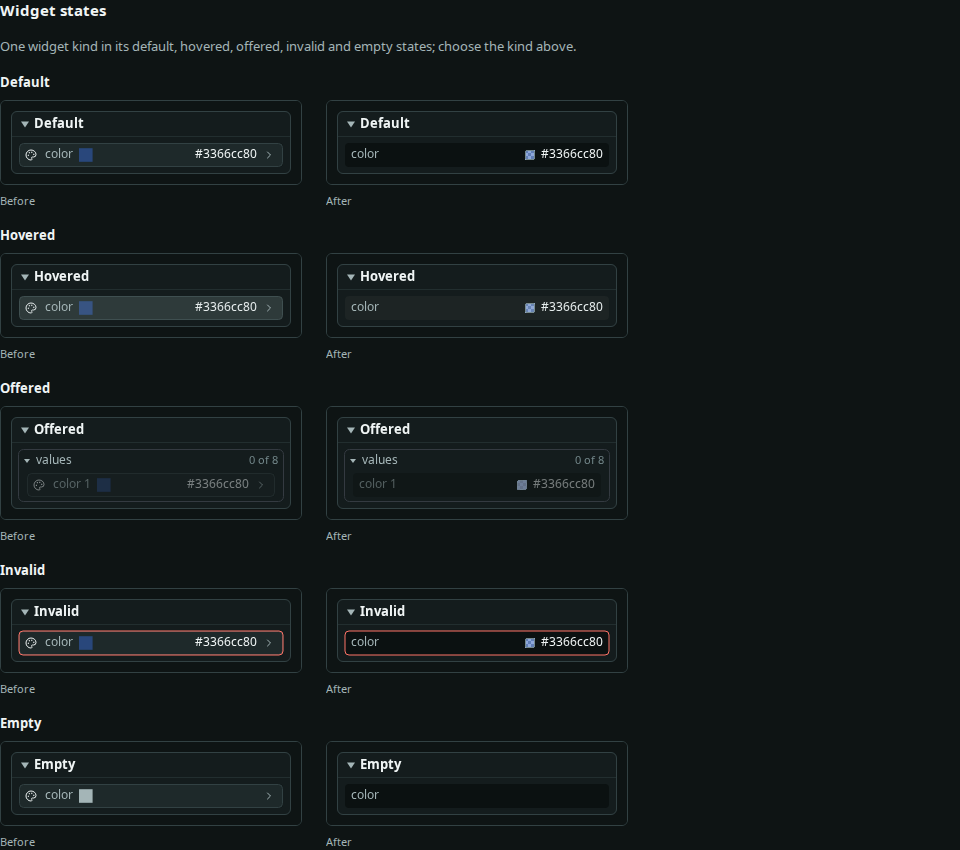 Widget states
One widget kind in its default, hovered, offered, invalid and empty states; choose the kind above.
Default
Default
color #3366cc80
Before
Default
color #3366cc80
After
Hovered
Hovered
color #3366cc80
Before
Hovered
color #3366cc80
After
Offered
Offered
values 0 of 8
color 1 #3366cc80
Before
Offered
values 0 of 8
color 1 #3366cc80
After
Invalid
Invalid
color #3366cc80
Before
Invalid
color #3366cc80
After
Empty
Empty
color
Before
Empty
color
After